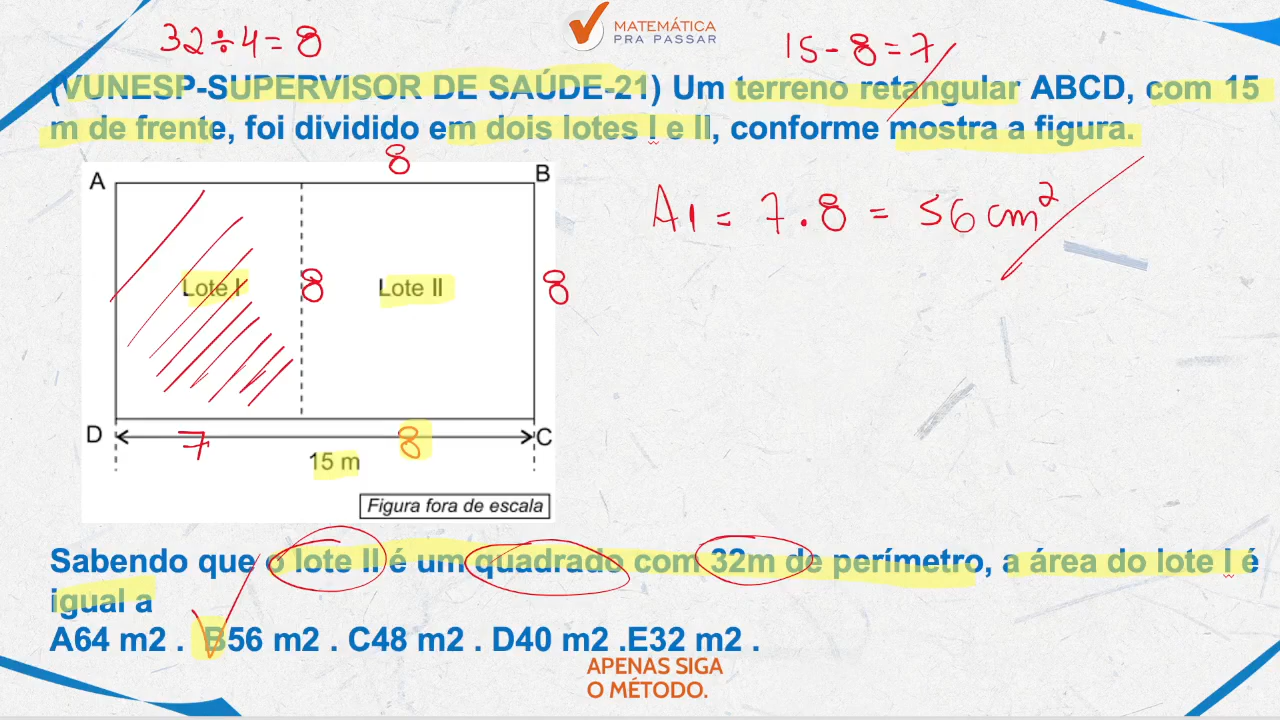 32÷4=8
MATEMÁTICA
PRA PASSAR
15-8=7
(VUNESP-SUPERVISOR DE SAÚDE-21) Um terreno retangular ABCD, com 15
m de frente, foi dividido em dois lotes I e II, conforme mostra a figura.
8
A
B
A1 = 7.8 = 56 cm²
Lote I
8
Lote II
8
D
7
8
C
15 m
Figura fora de escala
Sabendo que o lote II é um quadrado com 32m de perímetro, a área do lote I é
igual a
A64 m2 . B56 m2 . C48 m2 . D40 m2 .E32 m2 .
APENAS SIGA
O MÉTODO.